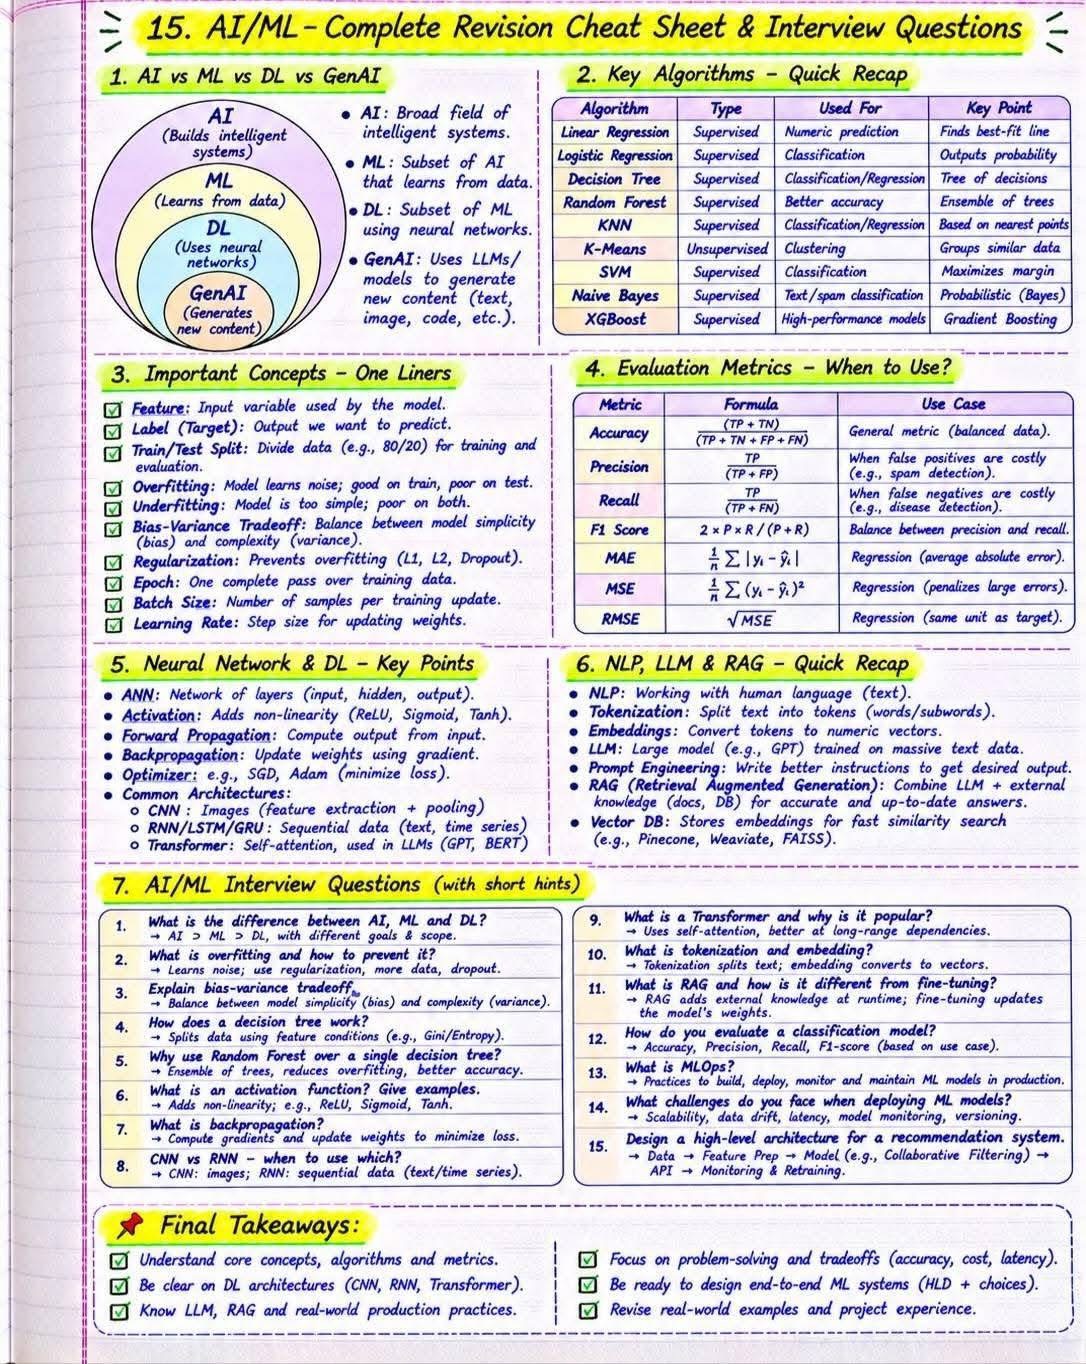 15. AI/ML – Complete Revision Cheat Sheet & Interview Questions
1. AI vs ML vs DL vs GenAI
AI
(Builds intelligent
systems)
ML
(Learns from data)
DL
(Uses neural
networks)
GenAI
(Generates
new content)
• AI: Broad field of
intelligent systems.
• ML: Subset of AI
that learns from data.
• DL: Subset of ML
using neural networks.
• GenAI: Uses LLMs/
models to generate
new content (text,
image, code, etc.).
2. Key Algorithms – Quick Recap
Algorithm Type Used For Key Point
Linear Regression Supervised Numeric prediction Finds best-fit line
Logistic Regression Supervised Classification Outputs probability
Decision Tree Supervised Classification/Regression Tree of decisions
Random Forest Supervised Better accuracy Ensemble of trees
KNN Supervised Classification/Regression Based on nearest points
K-Means Unsupervised Clustering Groups similar data
SVM Supervised Classification Maximizes margin
Naive Bayes Supervised Text/spam classification Probabilistic (Bayes)
XGBoost Supervised High-performance models Gradient Boosting
3. Important Concepts – One Liners
Feature: Input variable used by the model.
Label (Target): Output we want to predict.
Train/Test Split: Divide data (e.g., 80/20) for training and
evaluation.
Overfitting: Model learns noise; good on train, poor on test.
Underfitting: Model is too simple; poor on both.
Bias-Variance Tradeoff: Balance between model simplicity
(bias) and complexity (variance).
Regularization: Prevents overfitting (L1, L2, Dropout).
Epoch: One complete pass over training data.
Batch Size: Number of samples per training update.
Learning Rate: Step size for updating weights.
4. Evaluation Metrics – When to Use?
Metric Formula Use Case
Accuracy (TP + TN) / (TP + TN + FP + FN) General metric (balanced data).
Precision TP / (TP + FP) When false positives are costly
(e.g., spam detection).
Recall TP / (TP + FN) When false negatives are costly
(e.g., disease detection).
F1 Score 2 × P × R / (P + R) Balance between precision and recall.
MAE 1/n ∑ |yᵢ − ŷᵢ| Regression (average absolute error).
MSE 1/n ∑ (yᵢ − ŷᵢ)² Regression (penalizes large errors).
RMSE √MSE Regression (same unit as target).
5. Neural Network & DL – Key Points
• ANN: Network of layers (input, hidden, output).
• Activation: Adds non-linearity (ReLU, Sigmoid, Tanh).
• Forward Propagation: Compute output from input.
• Backpropagation: Update weights using gradient.
• Optimizer: e.g., SGD, Adam (minimize loss).
• Common Architectures:
○ CNN : Images (feature extraction + pooling)
○ RNN/LSTM/GRU : Sequential data (text, time series)
○ Transformer: Self-attention, used in LLMs (GPT, BERT)
6. NLP, LLM & RAG – Quick Recap
• NLP: Working with human language (text).
• Tokenization: Split text into tokens (words/subwords).
• Embeddings: Convert tokens to numeric vectors.
• LLM: Large model (e.g., GPT) trained on massive text data.
• Prompt Engineering: Write better instructions to get desired output.
• RAG (Retrieval Augmented Generation): Combine LLM + external
knowledge (docs, DB) for accurate and up-to-date answers.
• Vector DB: Stores embeddings for fast similarity search
(e.g., Pinecone, Weaviate, FAISS).
7. AI/ML Interview Questions (with short hints)
1. What is the difference between AI, ML and DL?
→ AI ⊃ ML ⊃ DL, with different goals & scope.
2. What is overfitting and how to prevent it?
→ Learns noise; use regularization, more data, dropout.
3. Explain bias-variance tradeoff.
→ Balance between model simplicity (bias) and complexity (variance).
4. How does a decision tree work?
→ Splits data using feature conditions (e.g., Gini/Entropy).
5. Why use Random Forest over a single decision tree?
→ Ensemble of trees, reduces overfitting, better accuracy.
6. What is an activation function? Give examples.
→ Adds non-linearity; e.g., ReLU, Sigmoid, Tanh.
7. What is backpropagation?
→ Compute gradients and update weights to minimize loss.
8. CNN vs RNN – when to use which?
→ CNN: images; RNN: sequential data (text/time series).
9. What is a Transformer and why is it popular?
→ Uses self-attention, better at long-range dependencies.
10. What is tokenization and embedding?
→ Tokenization splits text; embedding converts to vectors.
11. What is RAG and how is it different from fine-tuning?
→ RAG adds external knowledge at runtime; fine-tuning updates
the model's weights.
12. How do you evaluate a classification model?
→ Accuracy, Precision, Recall, F1-score (based on use case).
13. What is MLOps?
→ Practices to build, deploy, monitor and maintain ML models in production.
14. What challenges do you face when deploying ML models?
→ Scalability, data drift, latency, model monitoring, versioning.
15. Design a high-level architecture for a recommendation system.
→ Data → Feature Prep → Model (e.g., Collaborative Filtering) →
API → Monitoring & Retraining.
Final Takeaways:
Understand core concepts, algorithms and metrics.
Be clear on DL architectures (CNN, RNN, Transformer).
Know LLM, RAG and real-world production practices.
Focus on problem-solving and tradeoffs (accuracy, cost, latency).
Be ready to design end-to-end ML systems (HLD + choices).
Revise real-world examples and project experience.